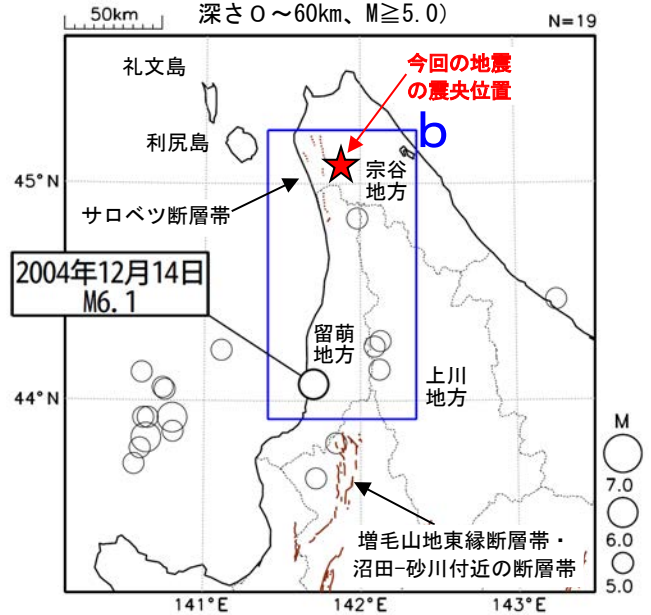 50km
深さ０～60km、M≧5.0)
N=19
礼文島
今回の地震
の震央位置
b
利尻島
宗谷
地方
45°N
サロベツ断層帯
2004年12月14日
M6.1
留萌
地方
上川
地方
44°N
M
7.0
6.0
5.0
増毛山地東縁断層帯・
沼田-砂川付近の断層帯
141°E
142°E
143°E